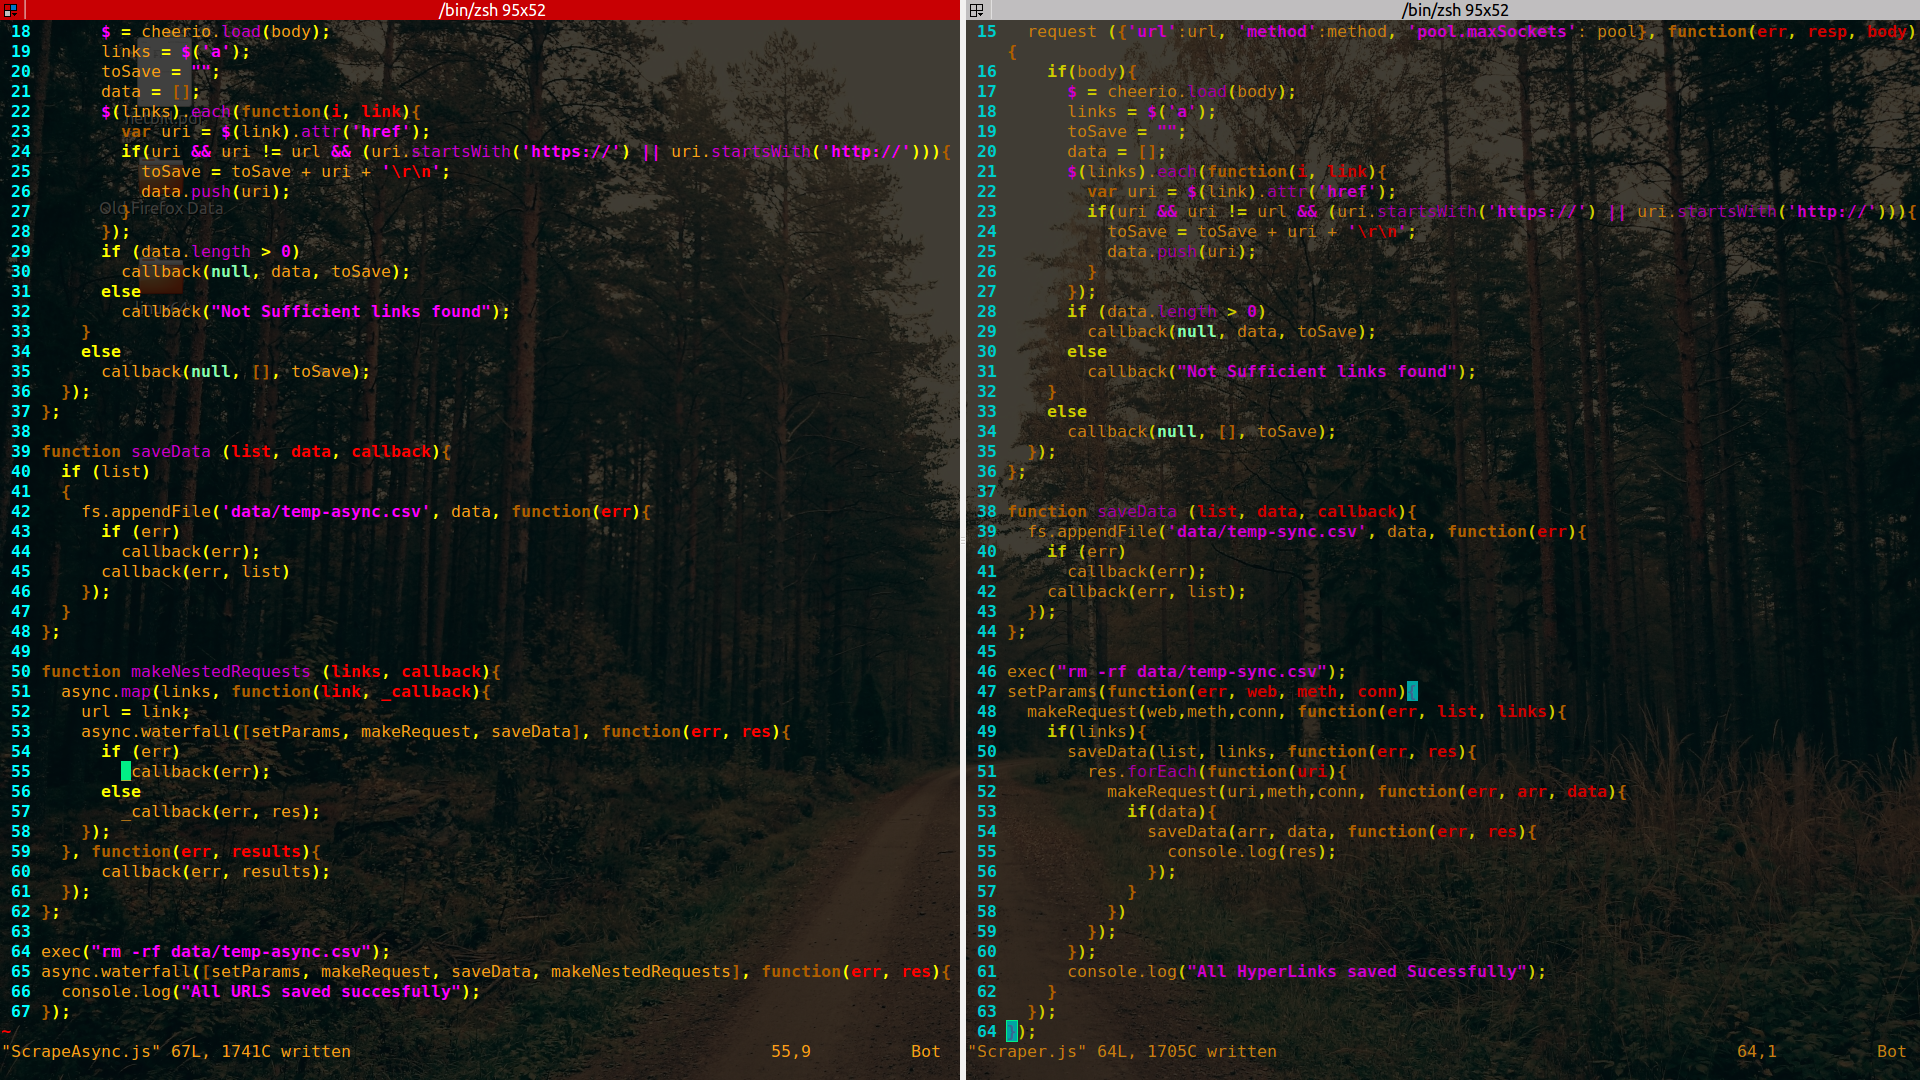 /bin/zsh 95x52
18 $ = cheerio.load(body);
19 links = $('a');
20 toSave = "";
21 data = [];
22 $(links).each(function(i, link){
23 var uri = $(link).attr('href');
24 if(uri && uri != url && (uri.startsWith('https://') || uri.startsWith('http://'))){
25 toSave = toSave + uri + '\r\n';
26 data.push(uri);
Old Firefox Data
27 }
28 });
29 if (data.length > 0)
30 callback(null, data, toSave);
31 else
32 callback("Not Sufficient links found");
33 }
34 else
35 callback(null, [], toSave);
36 });
37 };
38
39 function saveData (list, data, callback){
40 if (list)
41 {
42 fs.appendFile('data/temp-async.csv', data, function(err){
43 if (err)
44 callback(err);
45 callback(err, list)
46 });
47 }
48 };
49
50 function makeNestedRequests (links, callback){
51 async.map(links, function(link, _callback){
52 url = link;
53 async.waterfall([setParams, makeRequest, saveData], function(err, res){
54 if (err)
55 callback(err);
56 else
57 _callback(err, res);
58 });
59 }, function(err, results){
60 callback(err, results);
61 });
62 };
63
64 exec("rm -rf data/temp-async.csv");
65 async.waterfall([setParams, makeRequest, saveData, makeNestedRequests], function(err, res){
66 console.log("All URLS saved succesfully");
67 });
~
"ScrapeAsync.js" 67L, 1741C written 55,9 Bot
/bin/zsh 95x52
15 request ({'url':url, 'method':method, 'pool.maxSockets': pool}, function(err, resp, body)
{
16 if(body){
17 $ = cheerio.load(body);
18 links = $('a');
19 toSave = "";
20 data = [];
21 $(links).each(function(i, link){
22 var uri = $(link).attr('href');
23 if(uri && uri != url && (uri.startsWith('https://') || uri.startsWith('http://'))){
24 toSave = toSave + uri + '\r\n';
25 data.push(uri);
26 }
27 });
28 if (data.length > 0)
29 callback(null, data, toSave);
30 else
31 callback("Not Sufficient links found");
32 }
33 else
34 callback(null, [], toSave);
35 });
36 };
37
38 function saveData (list, data, callback){
39 fs.appendFile('data/temp-sync.csv', data, function(err){
40 if (err)
41 callback(err);
42 callback(err, list);
43 });
44 };
45
46 exec("rm -rf data/temp-sync.csv");
47 setParams(function(err, web, meth, conn){
48 makeRequest(web,meth,conn, function(err, list, links){
49 if(links){
50 saveData(list, links, function(err, res){
51 res.forEach(function(uri){
52 makeRequest(uri,meth,conn, function(err, arr, data){
53 if(data){
54 saveData(arr, data, function(err, res){
55 console.log(res);
56 });
57 }
58 })
59 });
60 });
61 console.log("All HyperLinks saved Sucessfully");
62 }
63 });
64 });
"Scraper.js" 64L, 1705C written 64,1 Bot